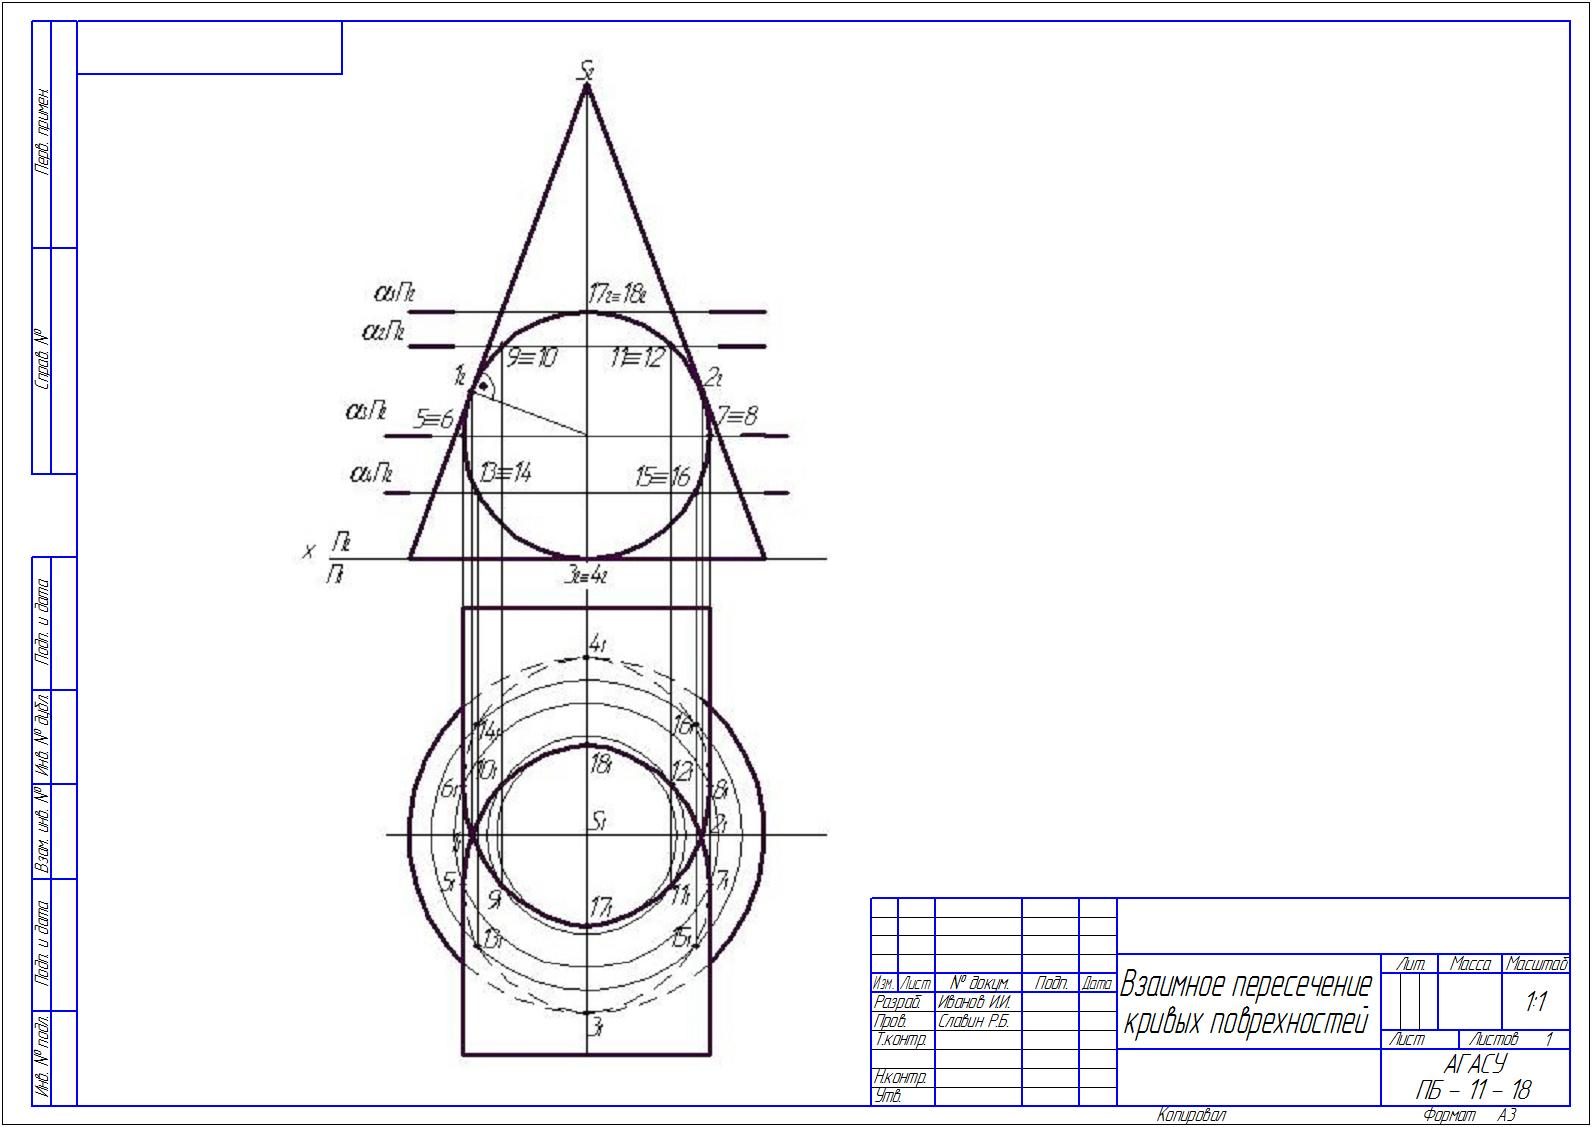 Перв. примен.
Справ. №
Подп. и дата
Инв. № дубл.
Взам. инв. №
Подп. и дата
Инв. № подл.
S₂
17₂≡18₂
α₁П₂
α₂П₂
9≡10
11≡12
1₂
2₂
α₃П₂
5≡6
7≡8
α₄П₂
13≡14
15≡16
x П₂
П₁
3₂≡4₂
4₁
14₁
16₁
10₁
18₁
12₁
6₁
8₁
S₁
1₁
2₁
5₁
7₁
9₁
17₁
11₁
13₁
15₁
3₁
Изм. Лист № докум. Подп. Дата
Разраб. Иванов И.И.
Пров. Славин Р.Б.
Т.контр.
Н.контр.
Утв.
Взаимное пересечение
кривых поврехностей
Лит. Масса Масштаб
1:1
Лист Листов 1
АГАСУ
ПБ – 11 – 18
Копировал Формат А3